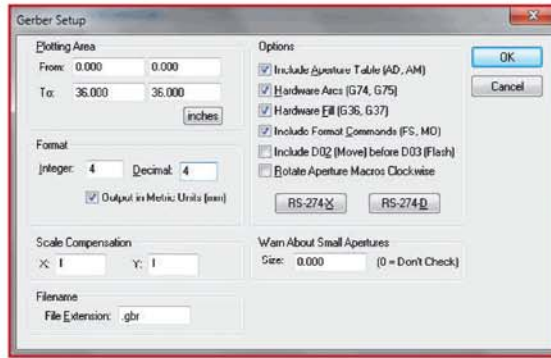 Gerber Setup
Plotting Area
From: 0.000 0.000
To: 36.000 36.000
inches
Format
Integer: 4 Decimal: 4
Output in Metric Units (mm)
Scale Compensation
X: 1 Y: 1
Filename
File Extension: .gbr
Options
Include Aperture Table (AD, AM)
Hardware Arcs (G74, G75)
Hardware Fill (G36, G37)
Include Format Commands (FS, MO)
Include D02 (Move) before D03 (Flash)
Rotate Aperture Macros Clockwise
RS-274-X RS-274-D
Warn About Small Apertures
Size: 0.000 (0 = Don't Check)
OK
Cancel